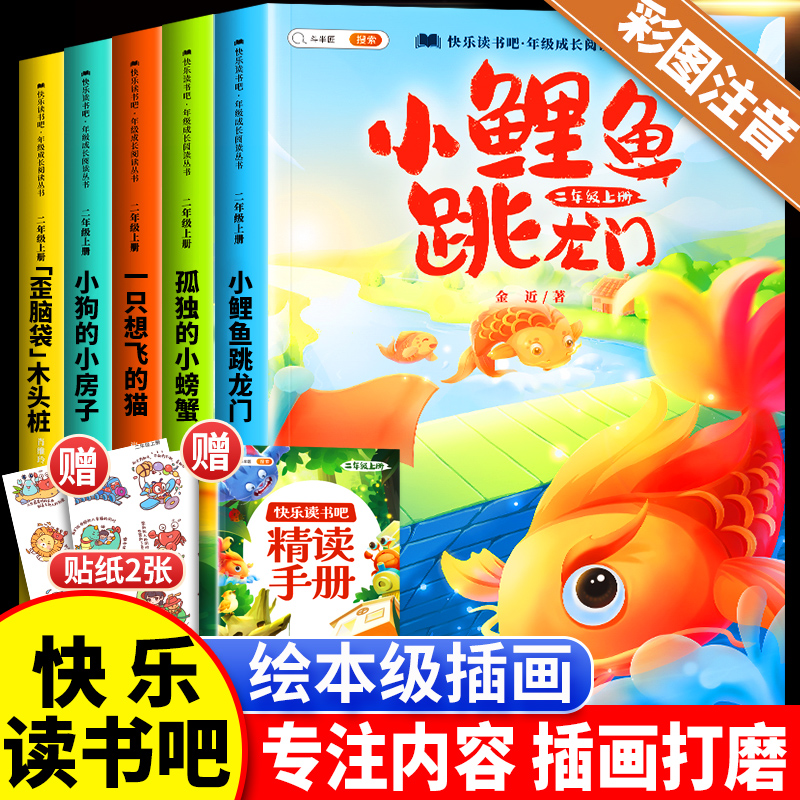 斗半匠 搜索
快乐读书吧·年级成长阅
彩图注音
小鲤鱼
跳龙门
二年级上册
金近/著
快乐读书吧·年级成长阅读丛书
二年级上册
「歪脑袋」木头桩
快乐读书吧·年级成长阅读丛书
二年级上册
小狗的小房子
快乐读书吧·年级成长阅读丛书
二年级上册
一只想飞的猫
快乐读书吧·年级成长阅读丛书
二年级上册
孤独的小螃蟹
快乐读书吧·年级成长阅读丛书
二年级上册
小鲤鱼跳龙门
赠
赠
二年级上册
贴纸2张
二年级上册
快乐读书吧
精读
手册
快乐
读书吧
绘本级插画
专注内容 插画打磨